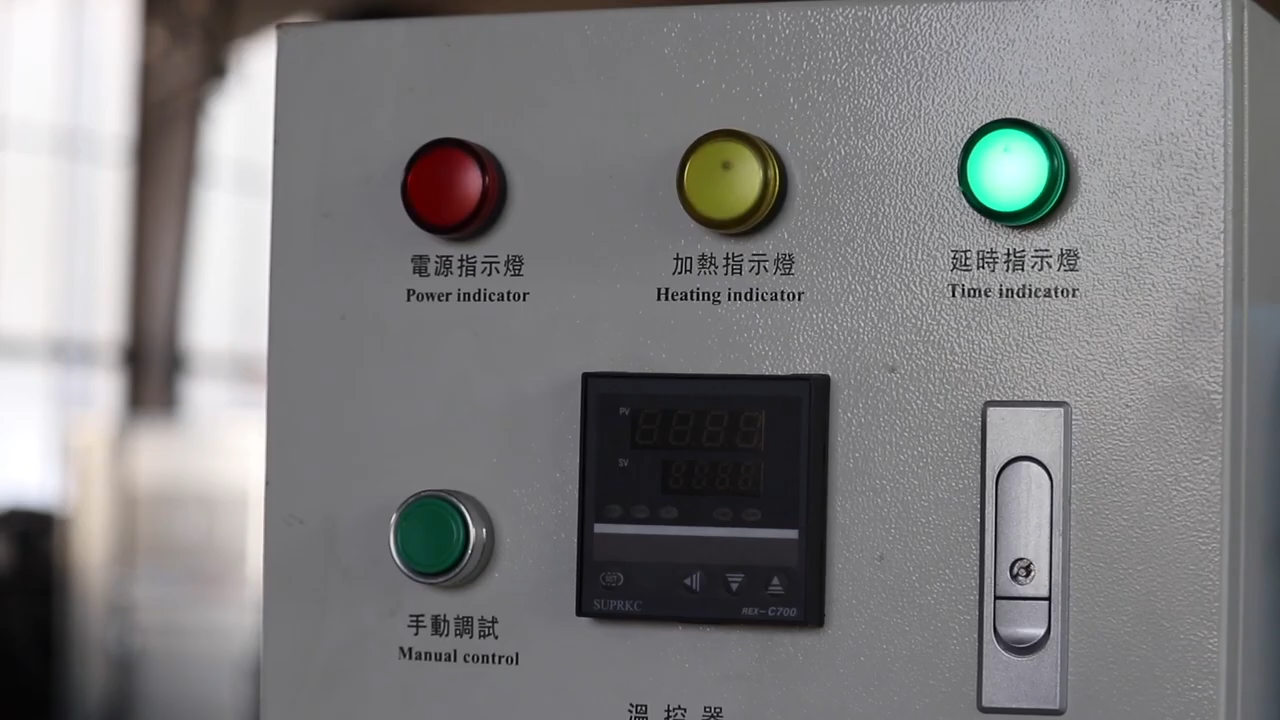 電源指示燈
Power indicator
加熱指示燈
Heating indicator
延時指示燈
Time indicator
PV
SV
SET
SUPRKC
REX-C700
手動調試
Manual control
溫控器